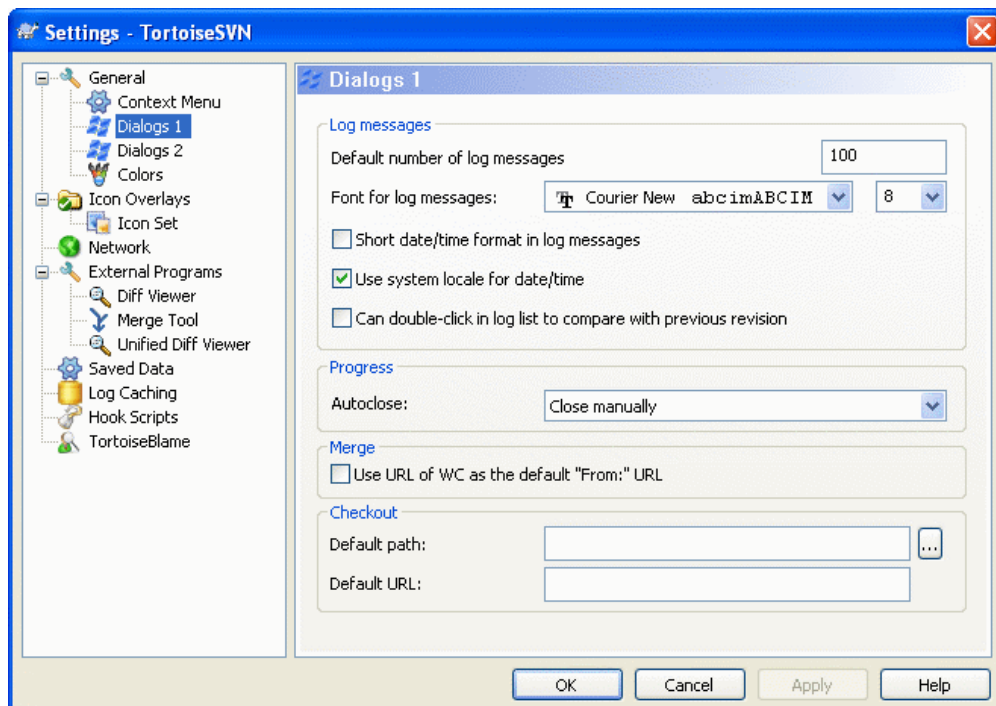 Settings - TortoiseSVN
General
Context Menu
Dialogs 1
Dialogs 2
Colors
Icon Overlays
Icon Set
Network
External Programs
Diff Viewer
Merge Tool
Unified Diff Viewer
Saved Data
Log Caching
Hook Scripts
TortoiseBlame
Dialogs 1
Log messages
Default number of log messages 100
Font for log messages: Courier New abcimABCIM 8
Short date/time format in log messages
Use system locale for date/time
Can double-click in log list to compare with previous revision
Progress
Autoclose: Close manually
Merge
Use URL of WC as the default "From:" URL
Checkout
Default path: ...
Default URL:
OK Cancel Apply Help